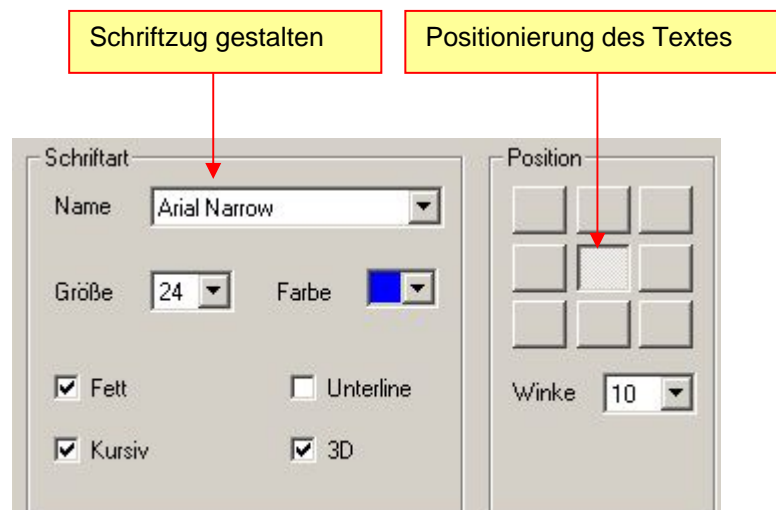 Schriftzug gestalten
Positionierung des Textes
Schriftart
Name Arial Narrow
Größe 24 Farbe
Fett Unterline
Kursiv 3D
Position
Winke 10